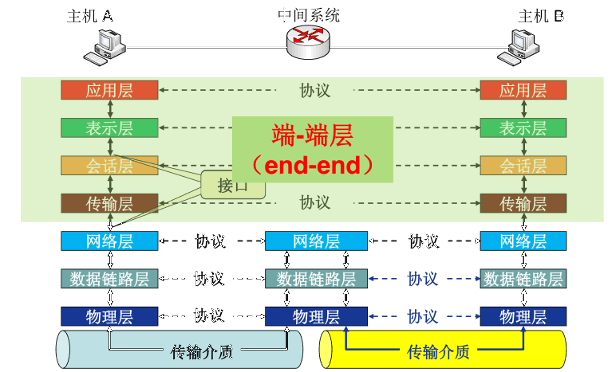 主机 A 中间系统 主机 B
应用层 协议 应用层
表示层 表示层
端-端层
（end-end）
会话层 会话层
接口
传输层 协议 传输层
网络层 协议 网络层 协议 网络层
数据链路层 协议 数据链路层 协议 数据链路层
物理层 协议 物理层 协议 物理层
传输介质 传输介质